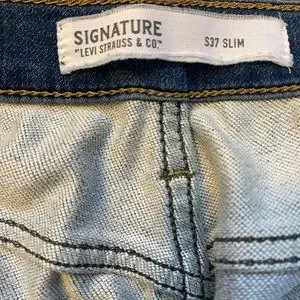 SIGNATURE
"LEVI STRAUSS & CO."
S37 SLIM